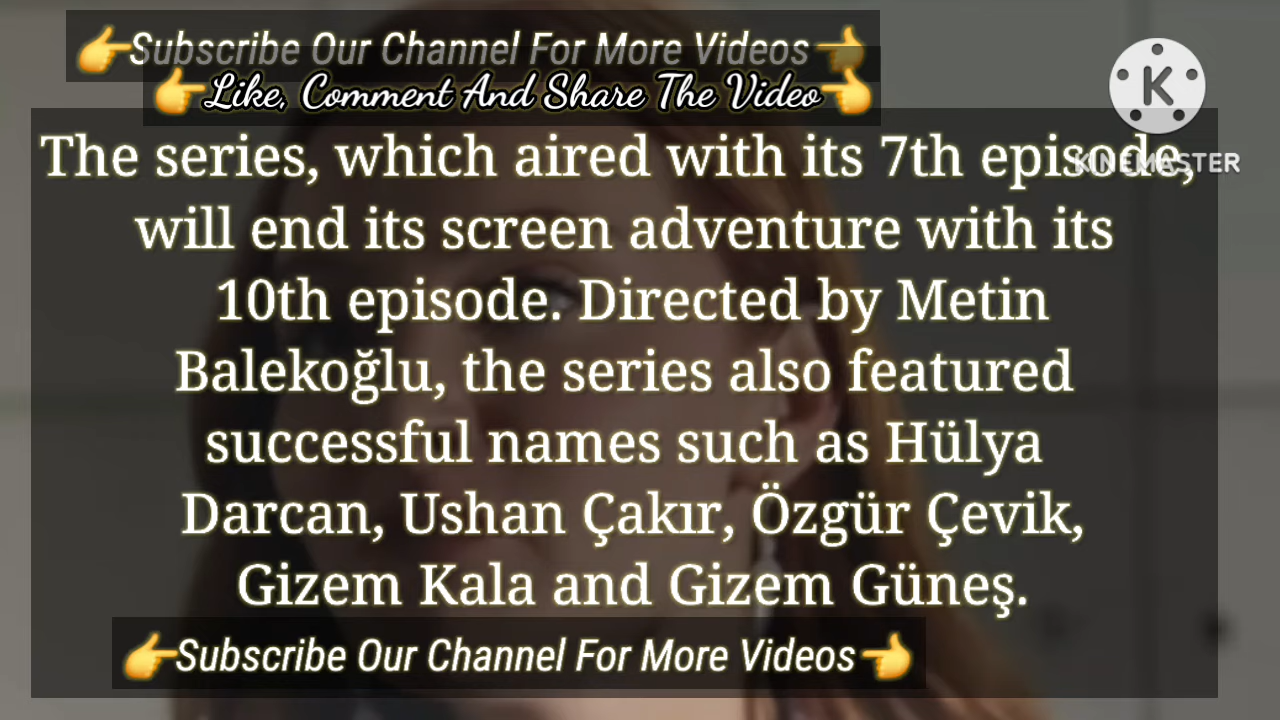 👉Subscribe Our Channel For More Videos👈
👉Like, Comment And Share The Video👈
K
KINEMASTER
The series, which aired with its 7th episode,
will end its screen adventure with its
10th episode. Directed by Metin
Balekoğlu, the series also featured
successful names such as Hülya
Darcan, Ushan Çakır, Özgür Çevik,
Gizem Kala and Gizem Güneş.
👉Subscribe Our Channel For More Videos👈